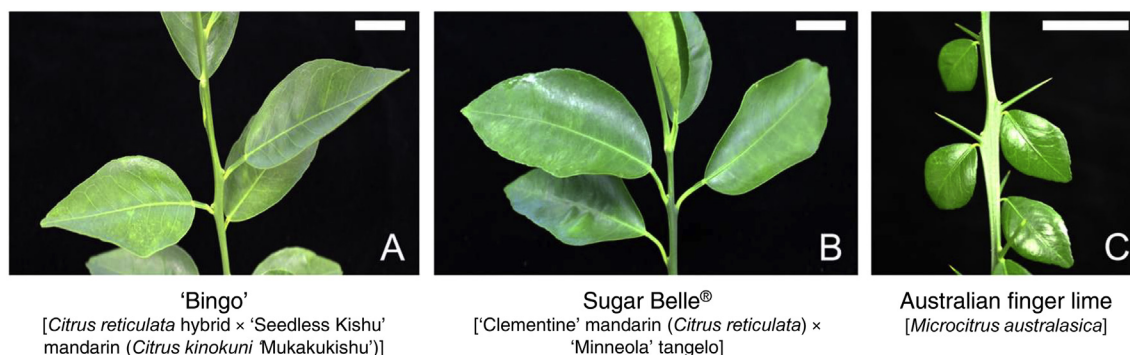 A
B
C
‘Bingo’
[Citrus reticulata hybrid × ‘Seedless Kishu’
mandarin (Citrus kinokuni ‘Mukakukishu’)]
Sugar Belle®
[‘Clementine’ mandarin (Citrus reticulata) ×
‘Minneola’ tangelo]
Australian finger lime
[Microcitrus australasica]